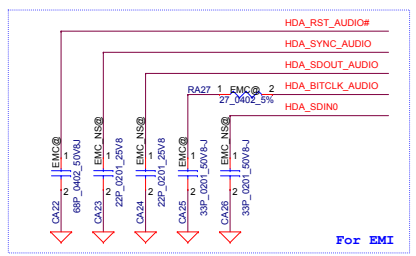 HDA_RST_AUDIO#
HDA_SYNC_AUDIO
HDA_SDOUT_AUDIO
RA27 1 EMC@ 2 HDA_BITCLK_AUDIO
27_0402_5%
HDA_SDIN0
EMC@ EMC_NS@ EMC_NS@ EMC@ EMC_NS@
1 1 1 1 1
2 2 2 2 2
CA22 68P_0402_50V8J
CA23 22P_0201_25V8
CA24 22P_0201_25V8
CA25 33P_0201_50V8-J
CA26 33P_0201_50V8-J
For EMI